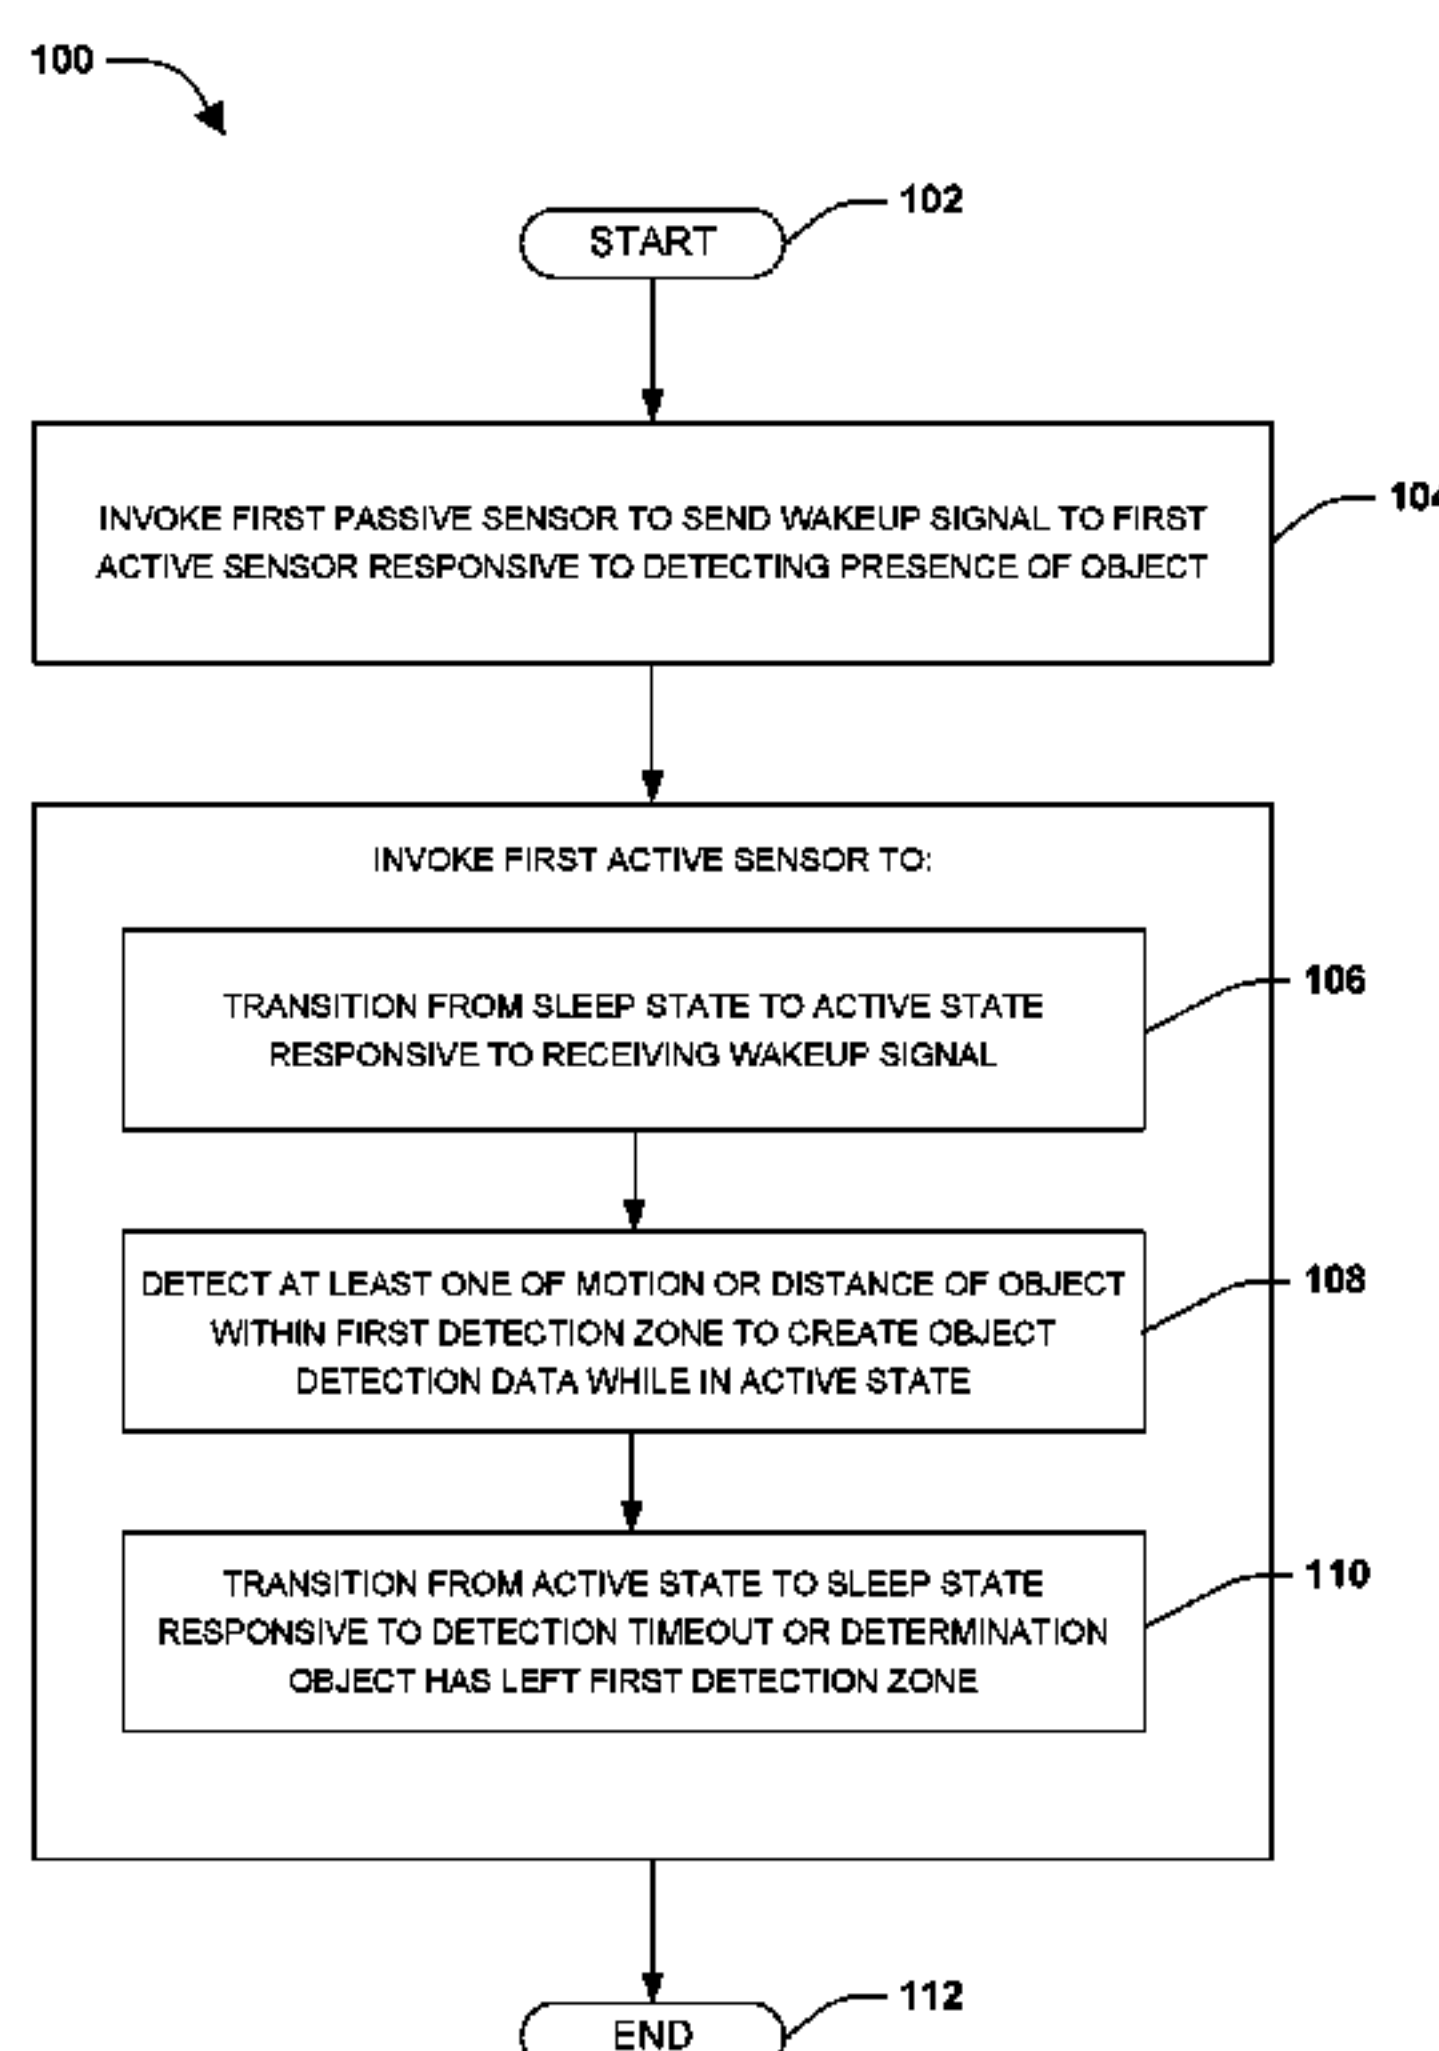 100
102
START
INVOKE FIRST PASSIVE SENSOR TO SEND WAKEUP SIGNAL TO FIRST
ACTIVE SENSOR RESPONSIVE TO DETECTING PRESENCE OF OBJECT
104
INVOKE FIRST ACTIVE SENSOR TO:
TRANSITION FROM SLEEP STATE TO ACTIVE STATE
RESPONSIVE TO RECEIVING WAKEUP SIGNAL
106
DETECT AT LEAST ONE OF MOTION OR DISTANCE OF OBJECT
WITHIN FIRST DETECTION ZONE TO CREATE OBJECT
DETECTION DATA WHILE IN ACTIVE STATE
108
TRANSITION FROM ACTIVE STATE TO SLEEP STATE
RESPONSIVE TO DETECTION TIMEOUT OR DETERMINATION
OBJECT HAS LEFT FIRST DETECTION ZONE
110
112
END